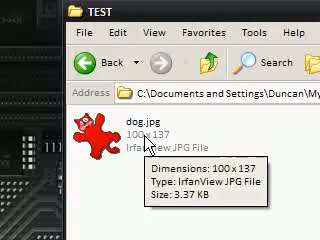 TEST
File View Favorites Tools Help
Back Search
Address C:\Documents and Settings\Duncan\My
dog.jpg
100 x 137
IrfanView JPG File
Dimensions: 100 x 137
Type: IrfanView JPG File
Size: 3.37 KB